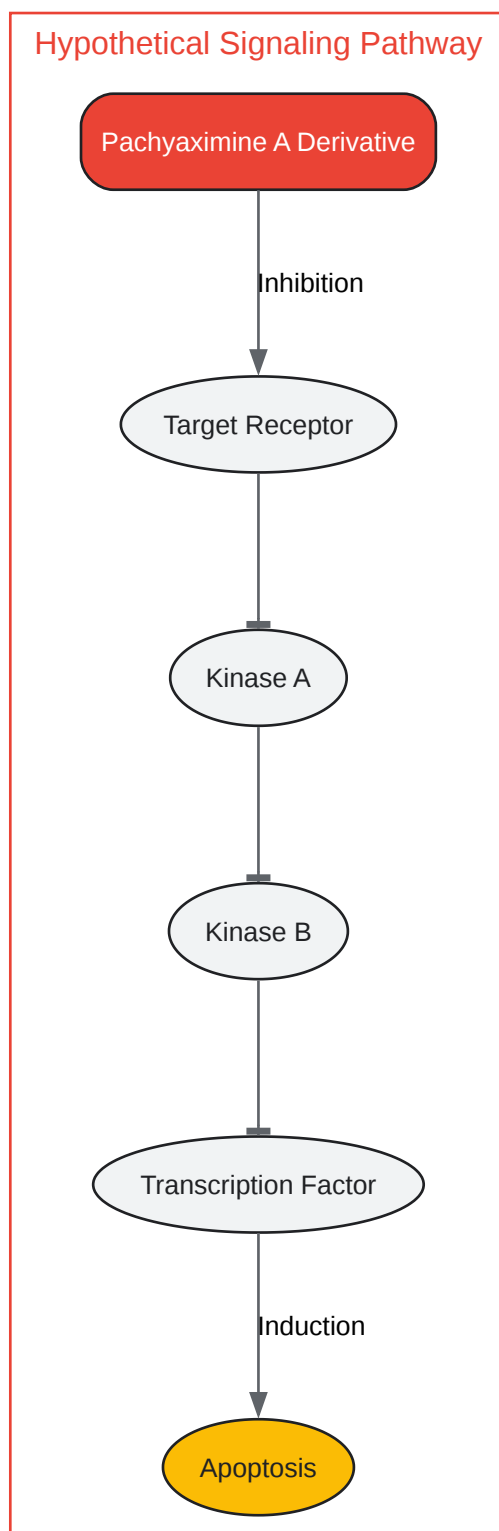 Hypothetical Signaling Pathway
Pachyaximine A Derivative
Inhibition
Target Receptor
Kinase A
Kinase B
Transcription Factor
Induction
Apoptosis